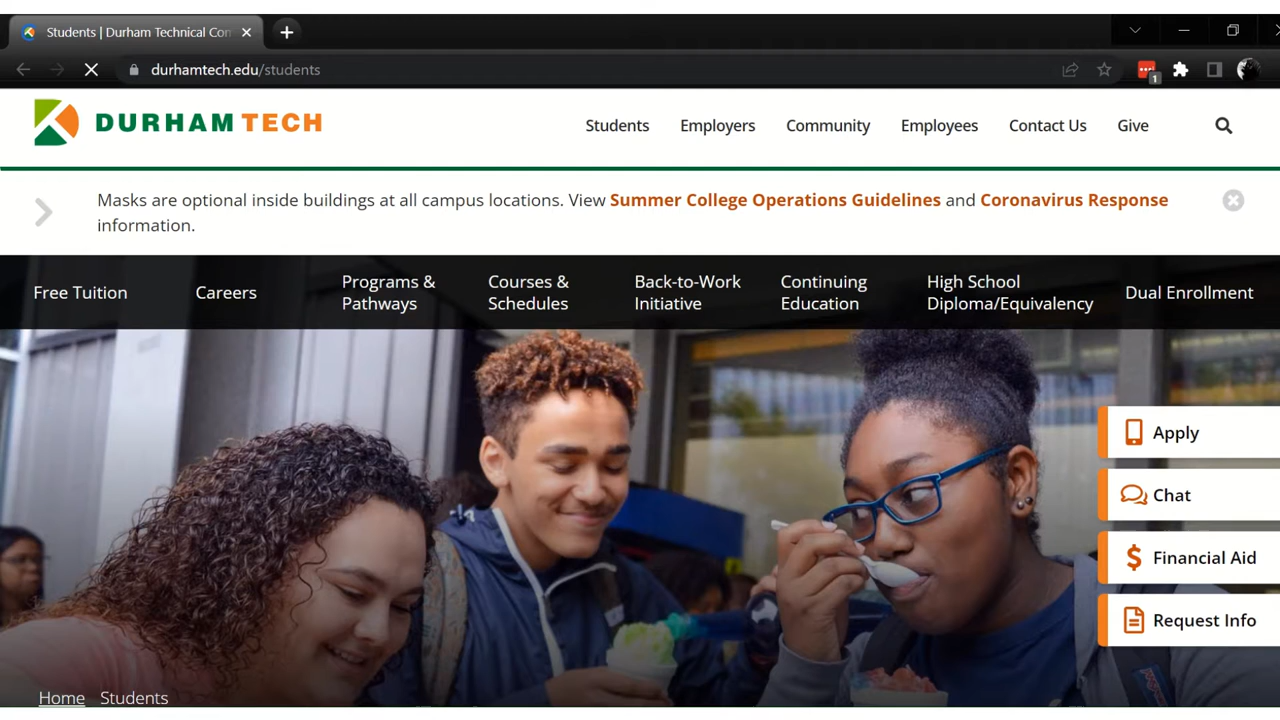 Students | Durham Technical Con
durhamtech.edu/students
1
DURHAM TECH
Students Employers Community Employees Contact Us Give
Masks are optional inside buildings at all campus locations. View Summer College Operations Guidelines and Coronavirus Response
information.
Free Tuition
Careers
Programs &
Pathways
Courses &
Schedules
Back-to-Work
Initiative
Continuing
Education
High School
Diploma/Equivalency
Dual Enrollment
Apply
Chat
$ Financial Aid
Request Info
Home Students